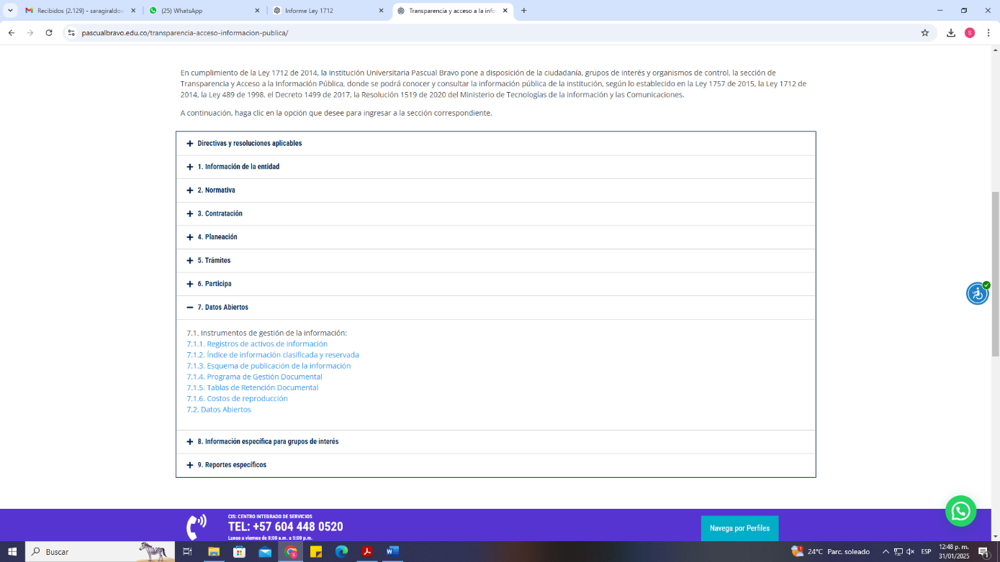 Recibidos (2.129) - saragiraldov
(25) WhatsApp
Informe Ley 1712
Transparencia y acceso a la info
pascualbravo.edu.co/transparencia-acceso-informacion-publica/
S
En cumplimiento de la Ley 1712 de 2014, la Institución Universitaria Pascual Bravo pone a disposición de la ciudadanía, grupos de interés y organismos de control, la sección de
Transparencia y Acceso a la Información Pública, donde se podrá conocer y consultar la información pública de la institución, según lo establecido en la Ley 1757 de 2015, la Ley 1712 de
2014, la Ley 489 de 1998, el Decreto 1499 de 2017, la Resolución 1519 de 2020 del Ministerio de Tecnologías de la información y las Comunicaciones.
A continuación, haga clic en la opción que desee para ingresar a la sección correspondiente.
Directivas y resoluciones aplicables
1. Información de la entidad
2. Normativa
3. Contratación
4. Planeación
5. Trámites
6. Participa
7. Datos Abiertos
7.1. Instrumentos de gestión de la información:
7.1.1. Registros de activos de información
7.1.2. Índice de información clasificada y reservada
7.1.3. Esquema de publicación de la información
7.1.4. Programa de Gestión Documental
7.1.5. Tablas de Retención Documental
7.1.6. Costos de reproducción
7.2. Datos Abiertos
8. Información específica para grupos de interés
9. Reportes específicos
CIS: CENTRO INTEGRADO DE SERVICIOS
TEL: +57 604 448 0520
Lunes a viernes de 8:00 a.m. a 5:00 p.m.
Navega por Perfiles
Buscar
24°C Parc. soleado
ESP
12:48 p. m.
31/01/2025